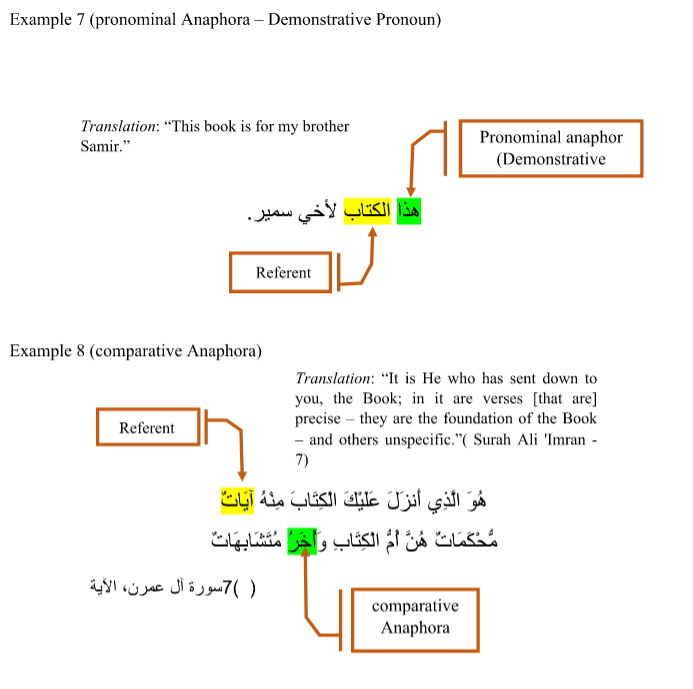 Example 7 (pronominal Anaphora – Demonstrative Pronoun)
Translation: “This book is for my brother
Samir.”
Pronominal anaphor
(Demonstrative
هذا الكتاب لأخي سمير.
Referent
Example 8 (comparative Anaphora)
Translation: “It is He who has sent down to
you, the Book; in it are verses [that are]
precise – they are the foundation of the Book
– and others unspecific.”( Surah Ali 'Imran -
7)
Referent
هُوَ الَّذِي أنزَلَ عَلَيْكَ الْكِتَابَ مِنْهُ آيَاتٌ
مُّحْكَمَاتٌ هُنَّ أُمُّ الْكِتَابِ وَأُخَرُ مُتَشَابِهَاتٌ
( )7سورة آل عمرن، الآية
comparative
Anaphora